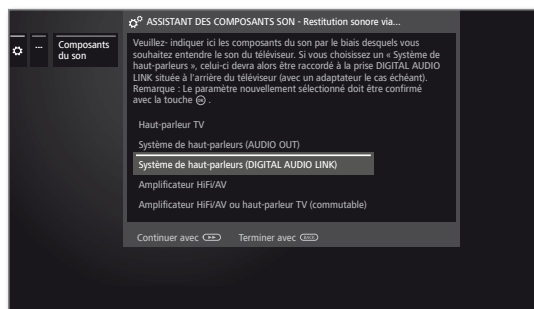 ASSISTANT DES COMPOSANTS SON - Restitution sonore via...
... Composants
du son
Veuillez- indiquer ici les composants du son par le biais desquels vous
souhaitez entendre le son du téléviseur. Si vous choisissez un « Système de
haut-parleurs », celui-ci devra alors être raccordé à la prise DIGITAL AUDIO
LINK située à l'arrière du téléviseur (avec un adaptateur le cas échéant).
Remarque : Le paramètre nouvellement sélectionné doit être confirmé
avec la touche OK .
Haut-parleur TV
Système de haut-parleurs (AUDIO OUT)
Système de haut-parleurs (DIGITAL AUDIO LINK)
Amplificateur HiFi/AV
Amplificateur HiFi/AV ou haut-parleur TV (commutable)
Continuer avec Terminer avec BACK